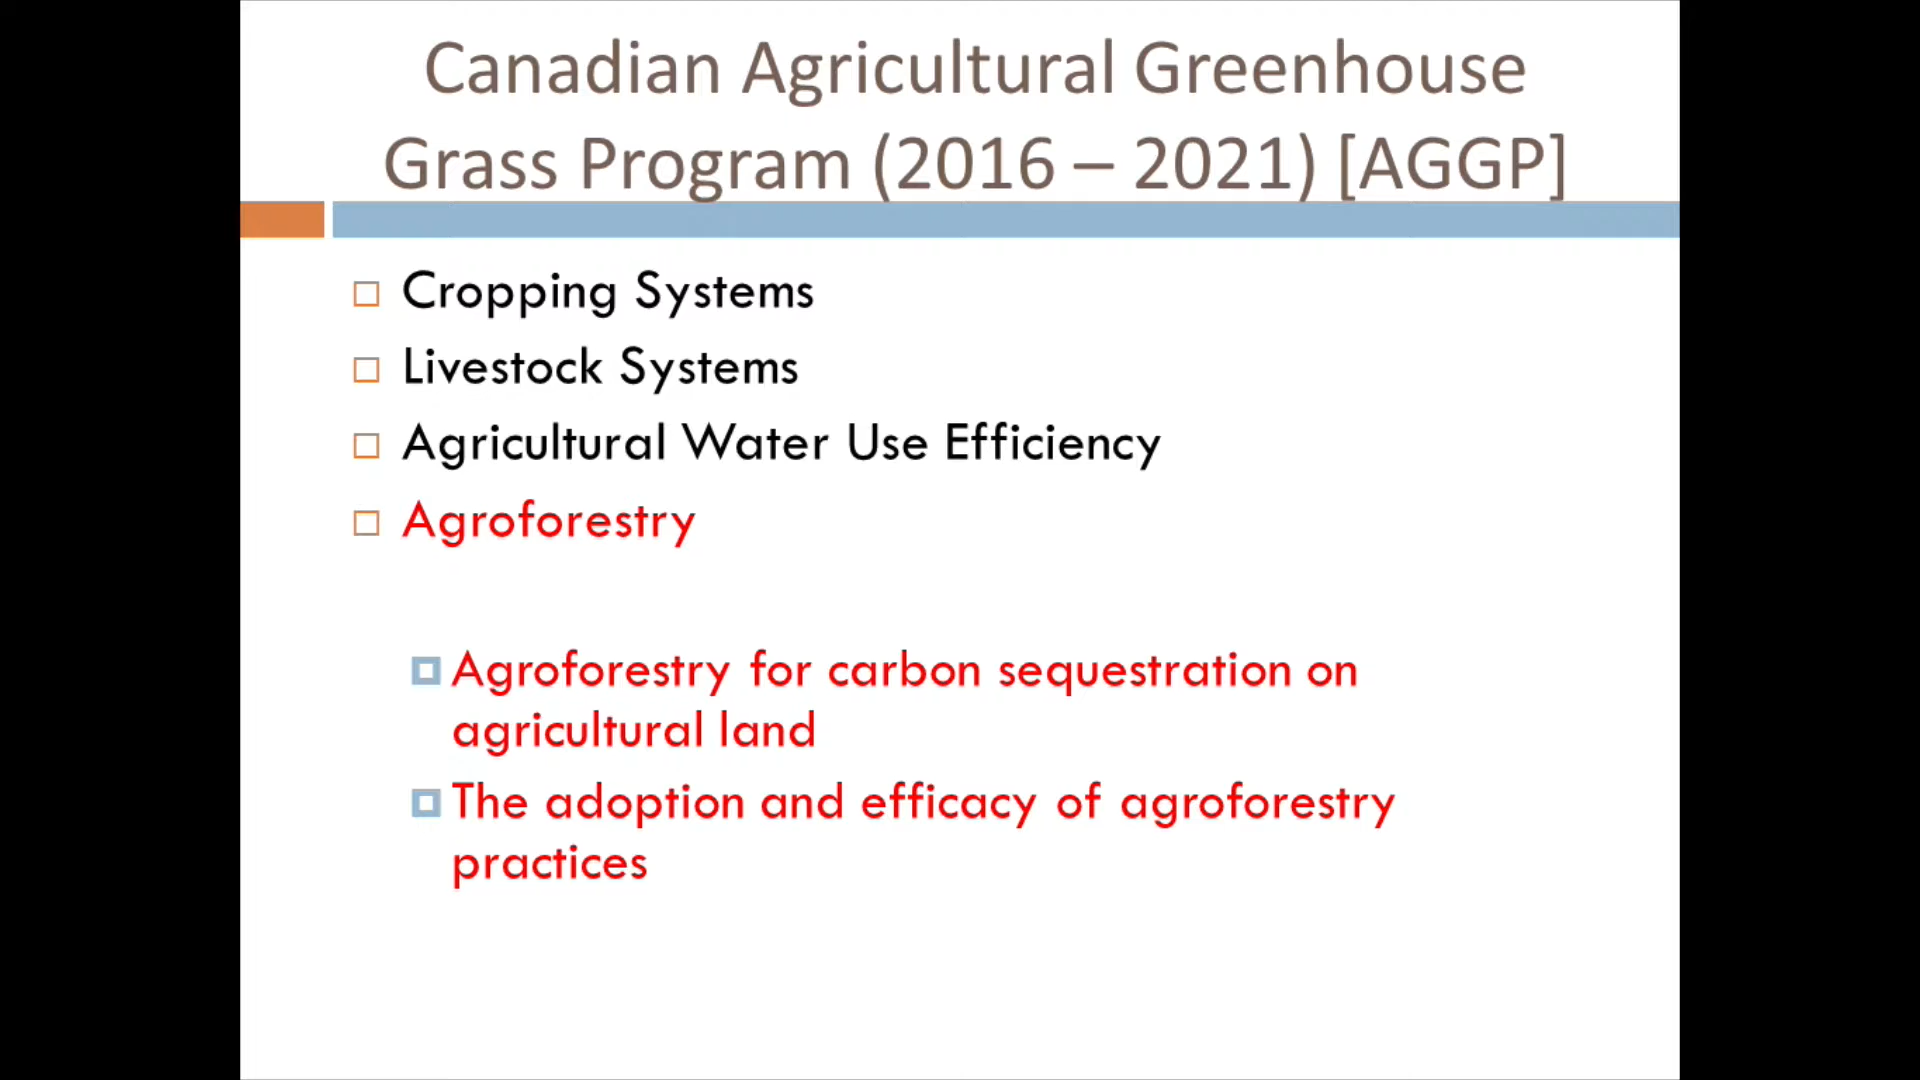 Canadian Agricultural Greenhouse
Grass Program (2016 – 2021) [AGGP]
Cropping Systems
Livestock Systems
Agricultural Water Use Efficiency
Agroforestry
Agroforestry for carbon sequestration on
agricultural land
The adoption and efficacy of agroforestry
practices